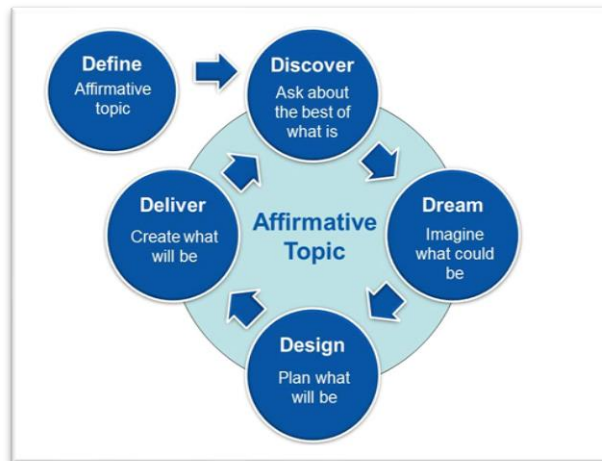 Define
Affirmative
topic
Discover
Ask about
the best of
what is
Dream
Imagine
what could
be
Design
Plan what
will be
Deliver
Create what
will be
Affirmative
Topic